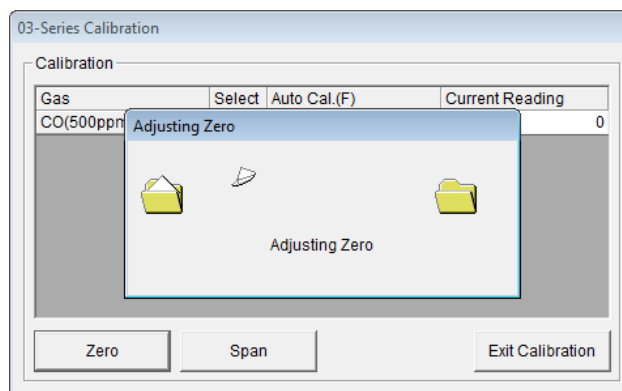 03-Series Calibration
Calibration
Gas Select Auto Cal.(F) Current Reading
CO(500ppm 0
Adjusting Zero
Adjusting Zero
Zero Span Exit Calibration